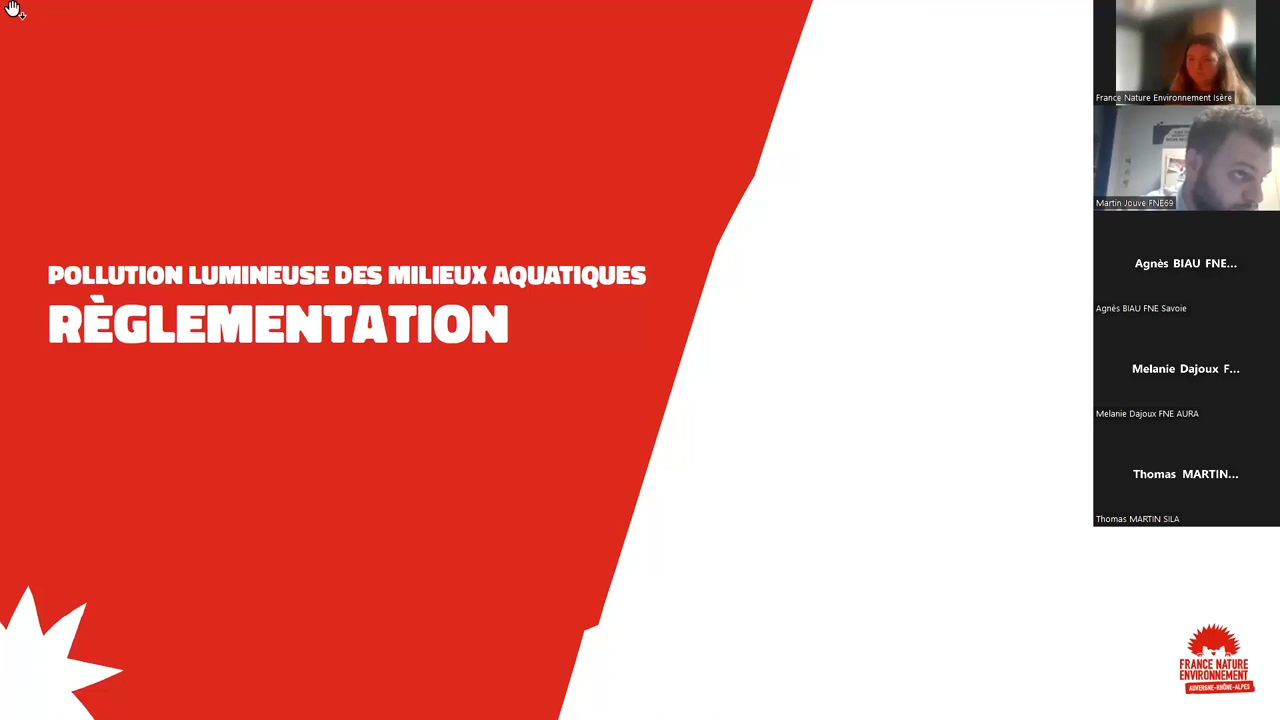 POLLUTION LUMINEUSE DES MILIEUX AQUATIQUES
RÈGLEMENTATION
France Nature Environnement Isère
Martin Jouve FNE69
Agnès BIAU FNE...
Agnès BIAU FNE Savoie
Melanie Dajoux F...
Melanie Dajoux FNE AURA
Thomas MARTIN...
Thomas MARTIN SILA
FRANCE NATURE
ENVIRONNEMENT
AUVERGNE-RHÔNE-ALPES